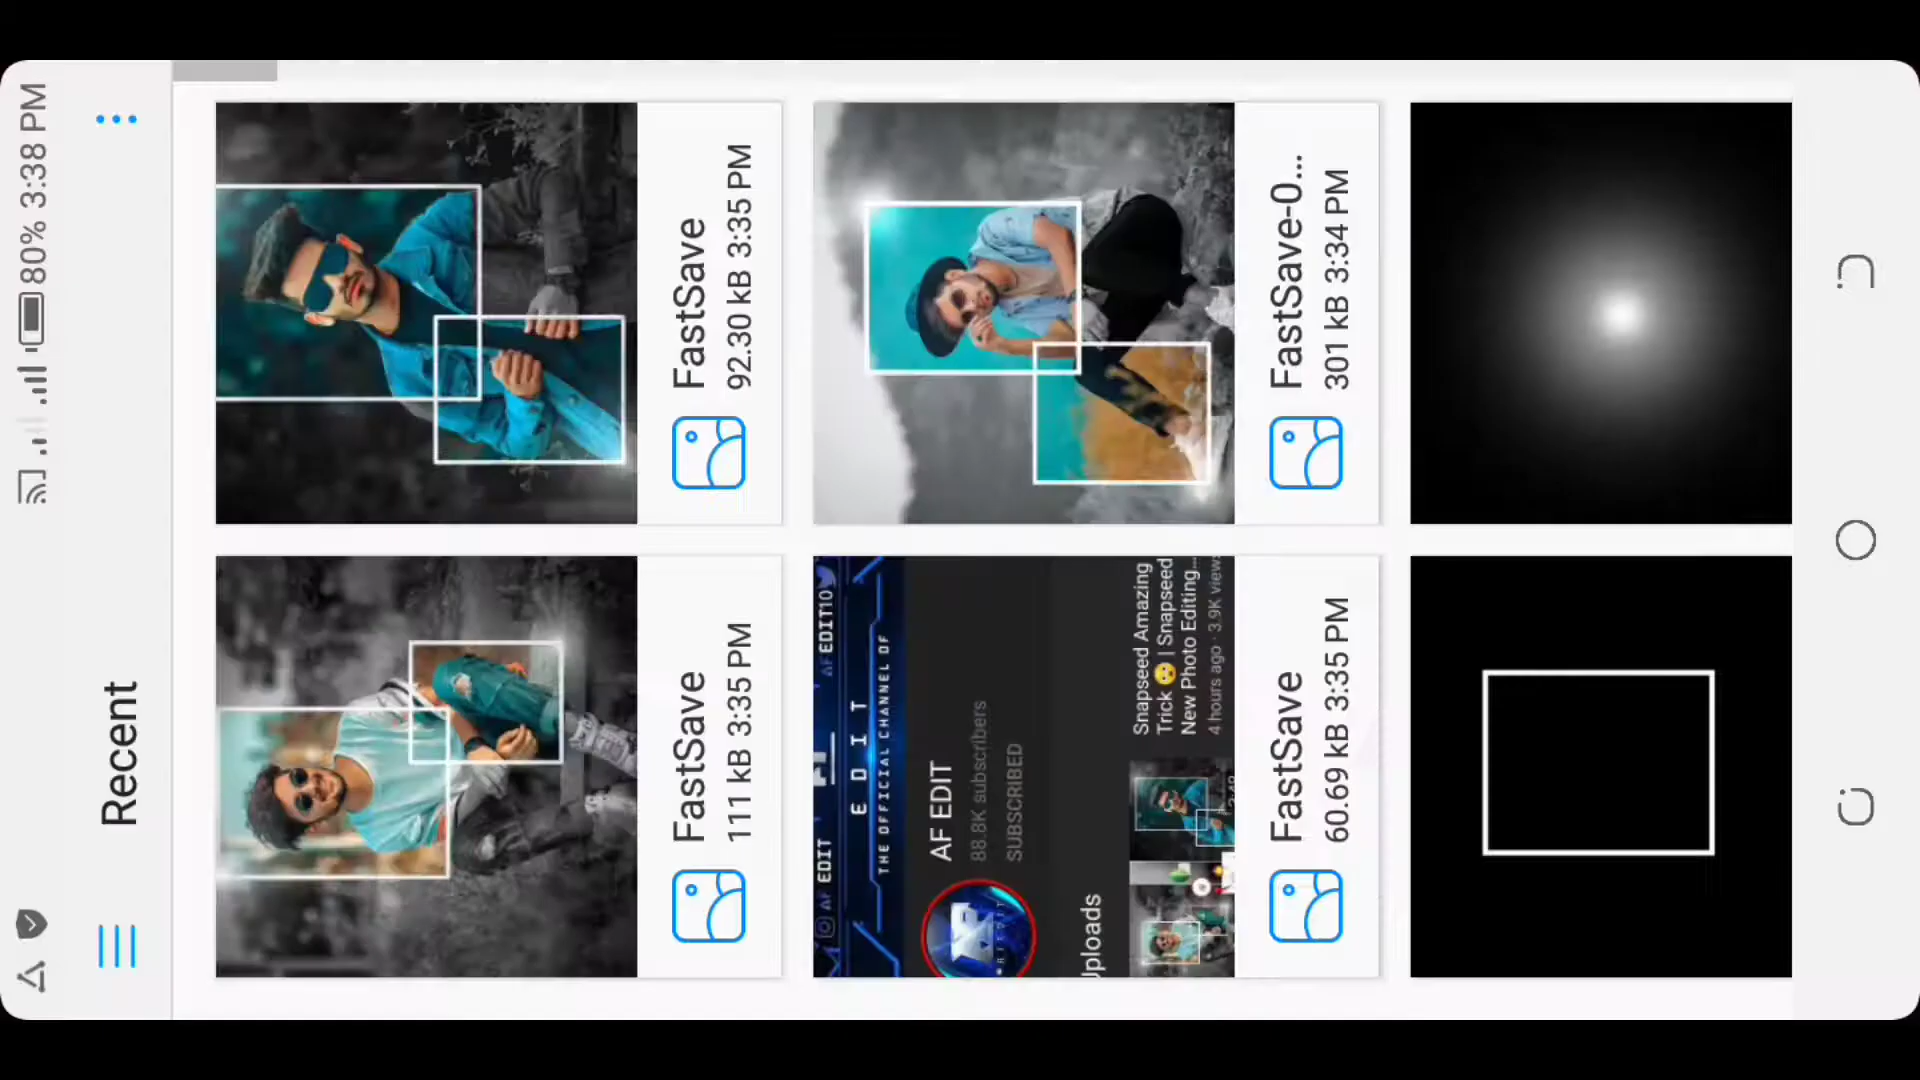 80% 3:38 PM
Recent
FastSave
111 kB 3:35 PM
FastSave
92.30 kB 3:35 PM
AF EDIT
AF EDIT10
EDIT
THE OFFICIAL CHANNEL OF
AF EDIT
88.8K subscribers
SUBSCRIBED
Uploads
Snapseed Amazing
Trick 😳 | Snapseed
New Photo Editing...
4 hours ago · 3.9K views
FastSave
60.69 kB 3:35 PM
FastSave-0...
301 kB 3:34 PM